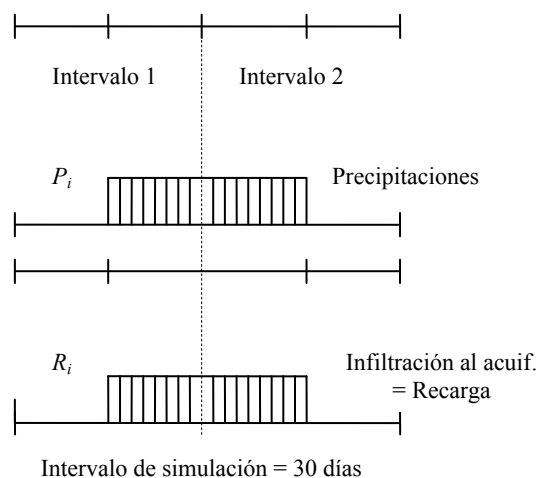 Intervalo 1
Intervalo 2
P_i
Precipitaciones
R_i
Infiltración al acuif.
= Recarga
Intervalo de simulación = 30 días